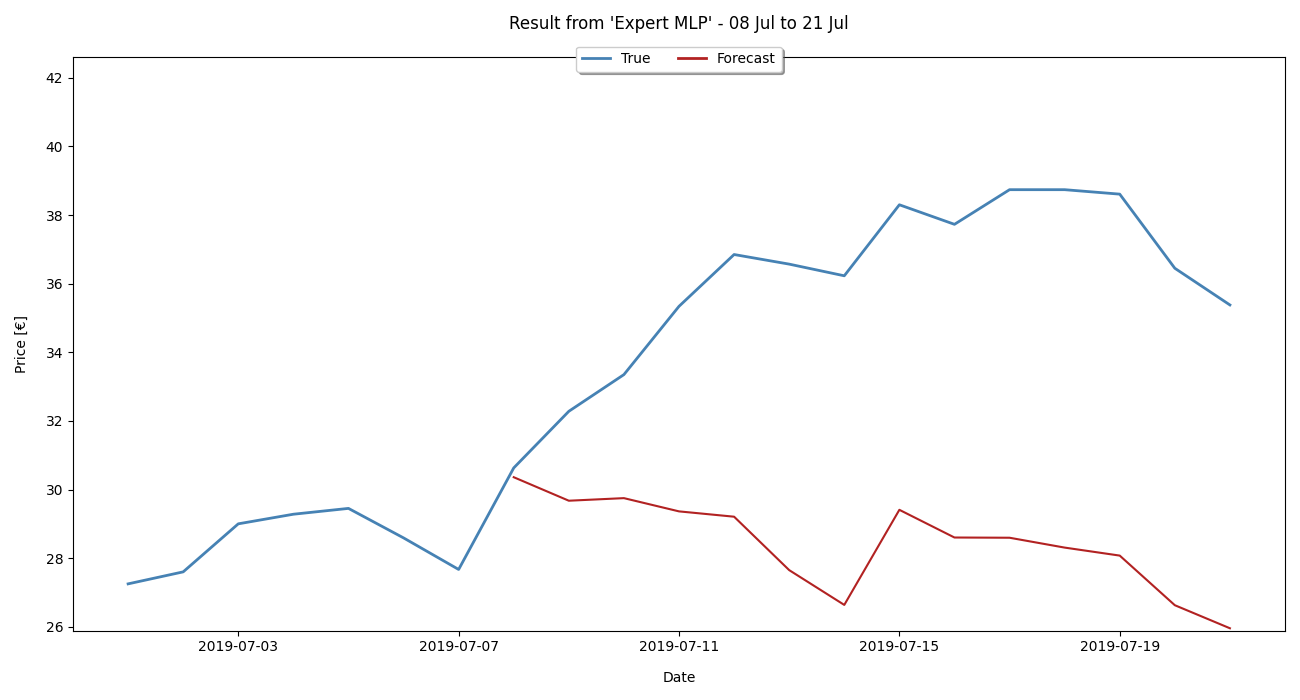 Result from 'Expert MLP' - 08 Jul to 21 Jul
True Forecast
42
40
38
36
34
32
30
28
26
Price [€]
2019-07-03 2019-07-07 2019-07-11 2019-07-15 2019-07-19
Date